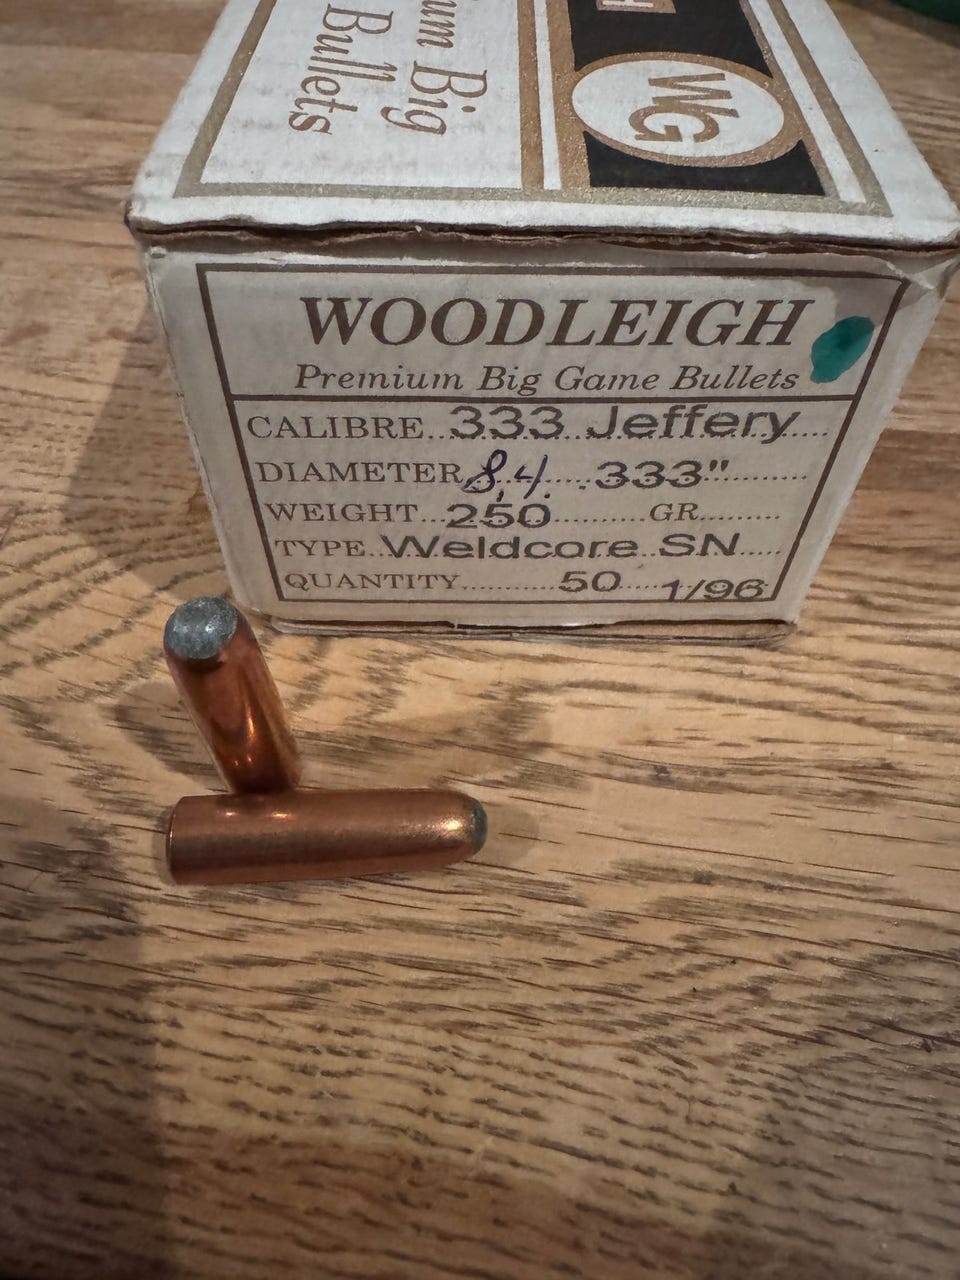 um Big
Bullets
WG
WOODLEIGH
Premium Big Game Bullets
CALIBRE..333 Jeffery....
DIAMETER 8,4 .333"
WEIGHT...250..........GR.........
TYPE..Weldcore SN.....
QUANTITY............50....1/96